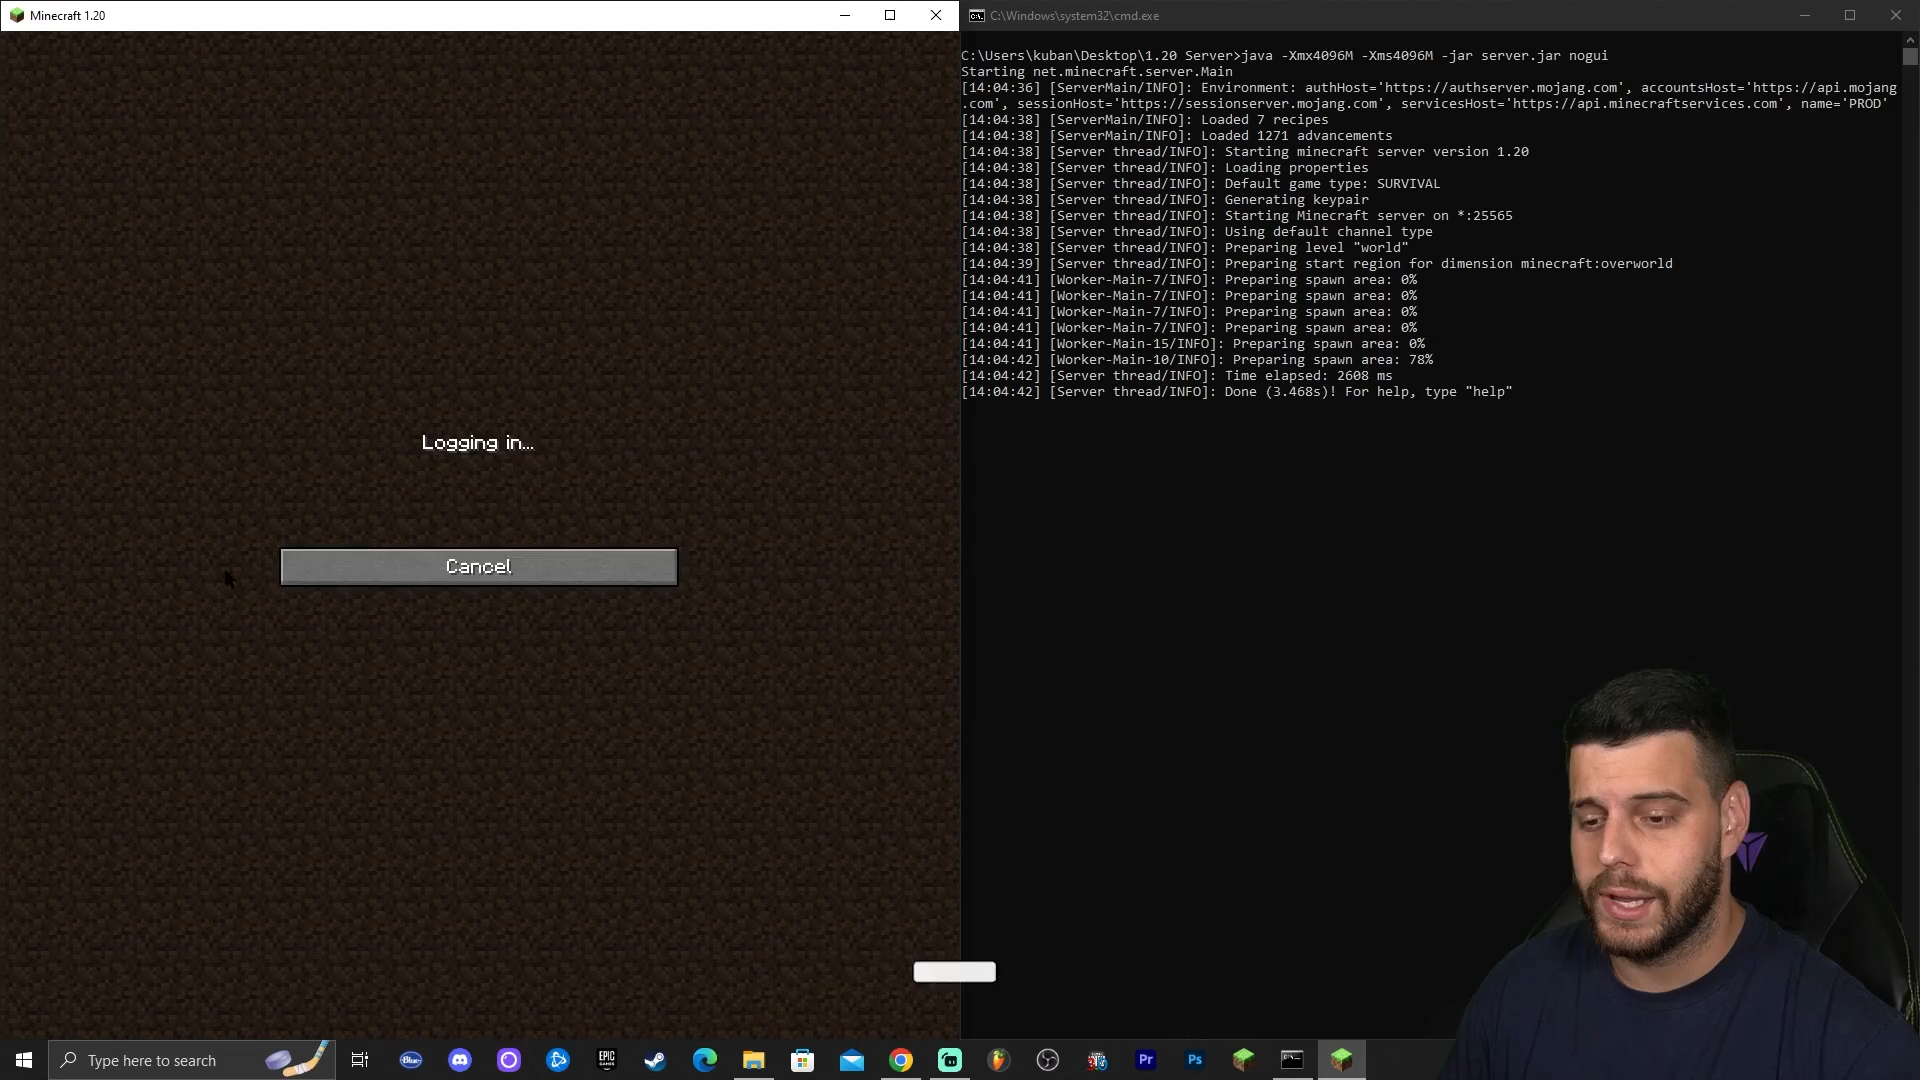 Minecraft 1.20
Logging in...
Cancel
C:\Windows\system32\cmd.exe
C:\Users\kuban\Desktop\1.20 Server>java -Xmx4096M -Xms4096M -jar server.jar nogui
Starting net.minecraft.server.Main
[14:04:36] [ServerMain/INFO]: Environment: authHost='https://authserver.mojang.com', accountsHost='https://api.mojang
.com', sessionHost='https://sessionserver.mojang.com', servicesHost='https://api.minecraftservices.com', name='PROD'
[14:04:38] [ServerMain/INFO]: Loaded 7 recipes
[14:04:38] [ServerMain/INFO]: Loaded 1271 advancements
[14:04:38] [Server thread/INFO]: Starting minecraft server version 1.20
[14:04:38] [Server thread/INFO]: Loading properties
[14:04:38] [Server thread/INFO]: Default game type: SURVIVAL
[14:04:38] [Server thread/INFO]: Generating keypair
[14:04:38] [Server thread/INFO]: Starting Minecraft server on *:25565
[14:04:38] [Server thread/INFO]: Using default channel type
[14:04:38] [Server thread/INFO]: Preparing level "world"
[14:04:39] [Server thread/INFO]: Preparing start region for dimension minecraft:overworld
[14:04:41] [Worker-Main-7/INFO]: Preparing spawn area: 0%
[14:04:41] [Worker-Main-7/INFO]: Preparing spawn area: 0%
[14:04:41] [Worker-Main-7/INFO]: Preparing spawn area: 0%
[14:04:41] [Worker-Main-7/INFO]: Preparing spawn area: 0%
[14:04:41] [Worker-Main-15/INFO]: Preparing spawn area: 0%
[14:04:42] [Worker-Main-10/INFO]: Preparing spawn area: 78%
[14:04:42] [Server thread/INFO]: Time elapsed: 2608 ms
[14:04:42] [Server thread/INFO]: Done (3.468s)! For help, type "help"
Type here to search
Blue
EPIC
GAMES
Pr
Ps